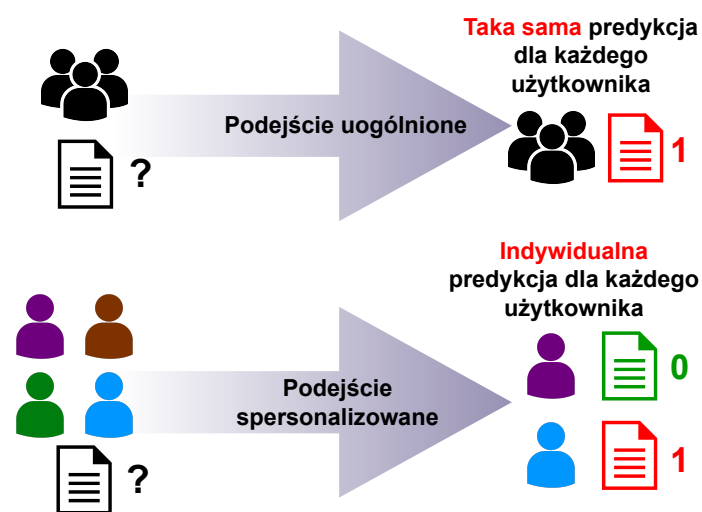 Taka sama predykcja
dla każdego
użytkownika
Podejście uogólnione
?
1
Indywidualna
predykcja dla każdego
użytkownika
0
Podejście
spersonalizowane
1
?